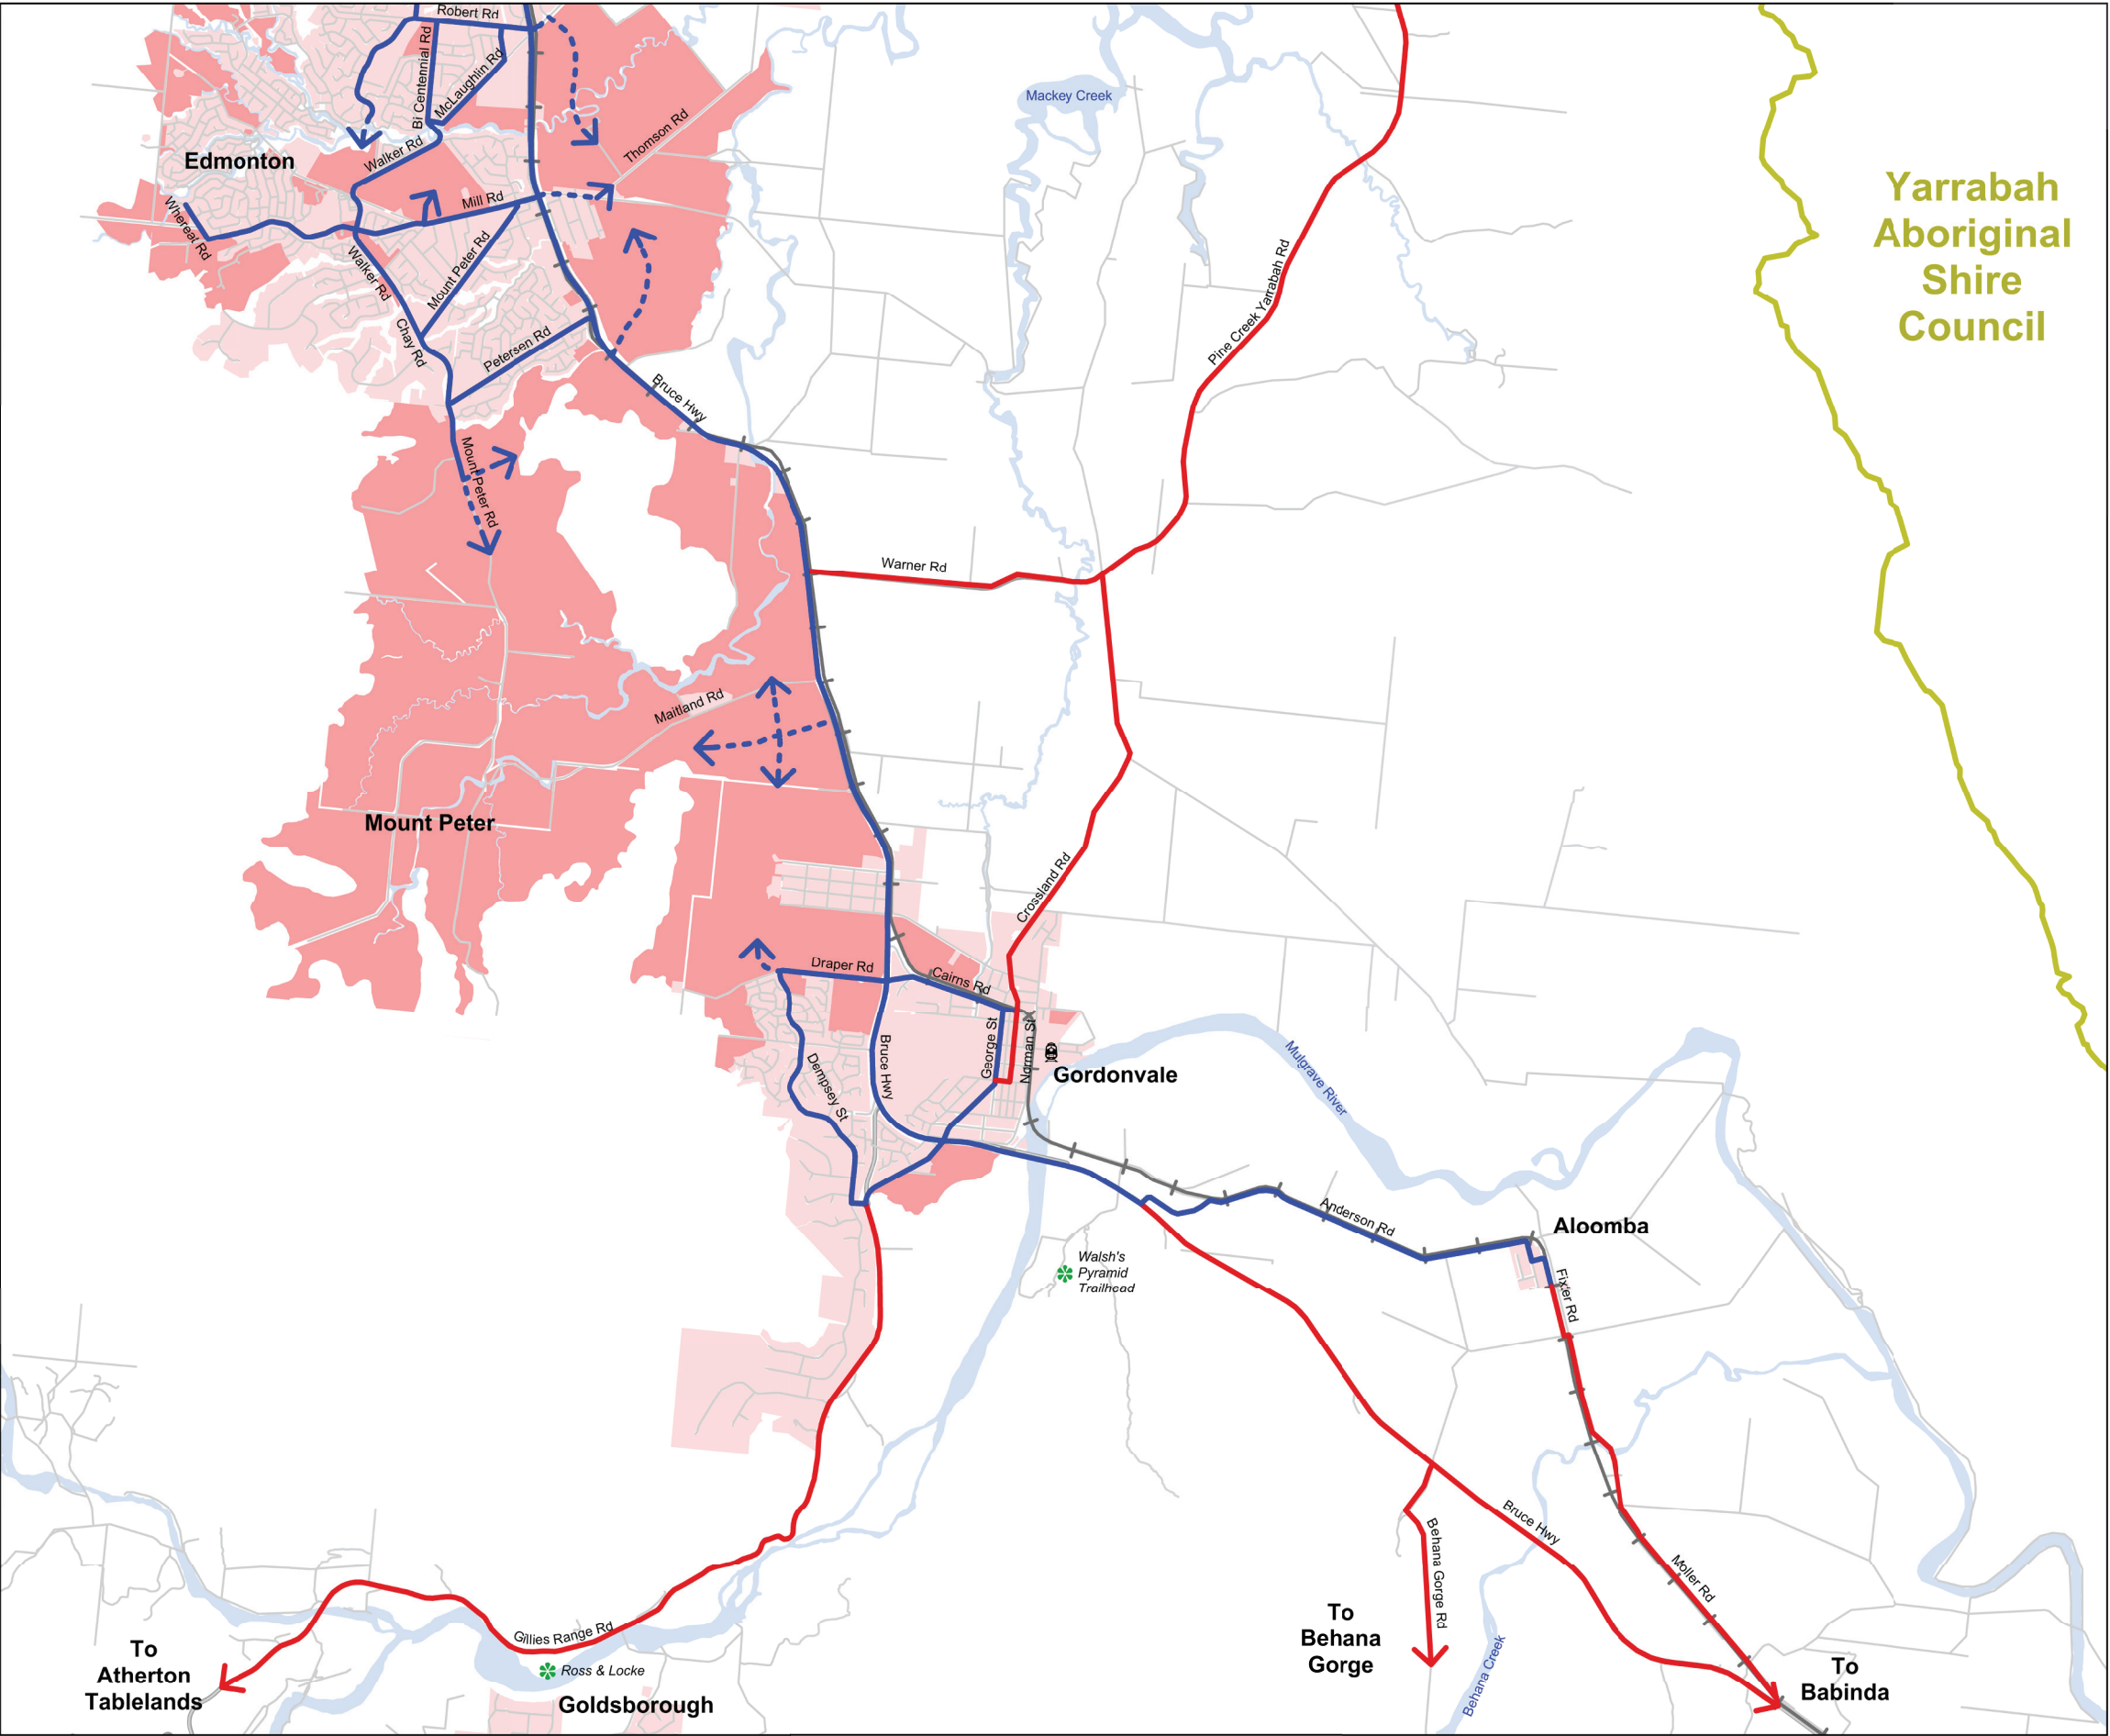 Robert Rd
Bi Centennial Rd
McLaughlin Rd
Mackey Creek
Thomson Rd
Edmonton
Walker Rd
Yarrabah
Aboriginal
Shire
Council
Mill Rd
Whereat Rd
Walker Rd
Mount Peter Rd
Pine Creek Yarrabah Rd
Chay Rd
Petersen Rd
Bruce Hwy
Mount Peter Rd
Warner Rd
Maitland Rd
Mount Peter
Crossland Rd
Draper Rd
Cairns Rd
George St
Norman St
Bruce Hwy
Dempsey St
Gordonvale
Mulgrave River
Anderson Rd
Aloomba
Walsh's
Pyramid
Trailhead
Fixter Rd
Bruce Hwy
Behana Gorge Rd
Moller Rd
To
Behana
Gorge
Gillies Range Rd
To
Atherton
Tablelands
Ross & Locke
Goldsborough
Behana Creek
To
Babinda